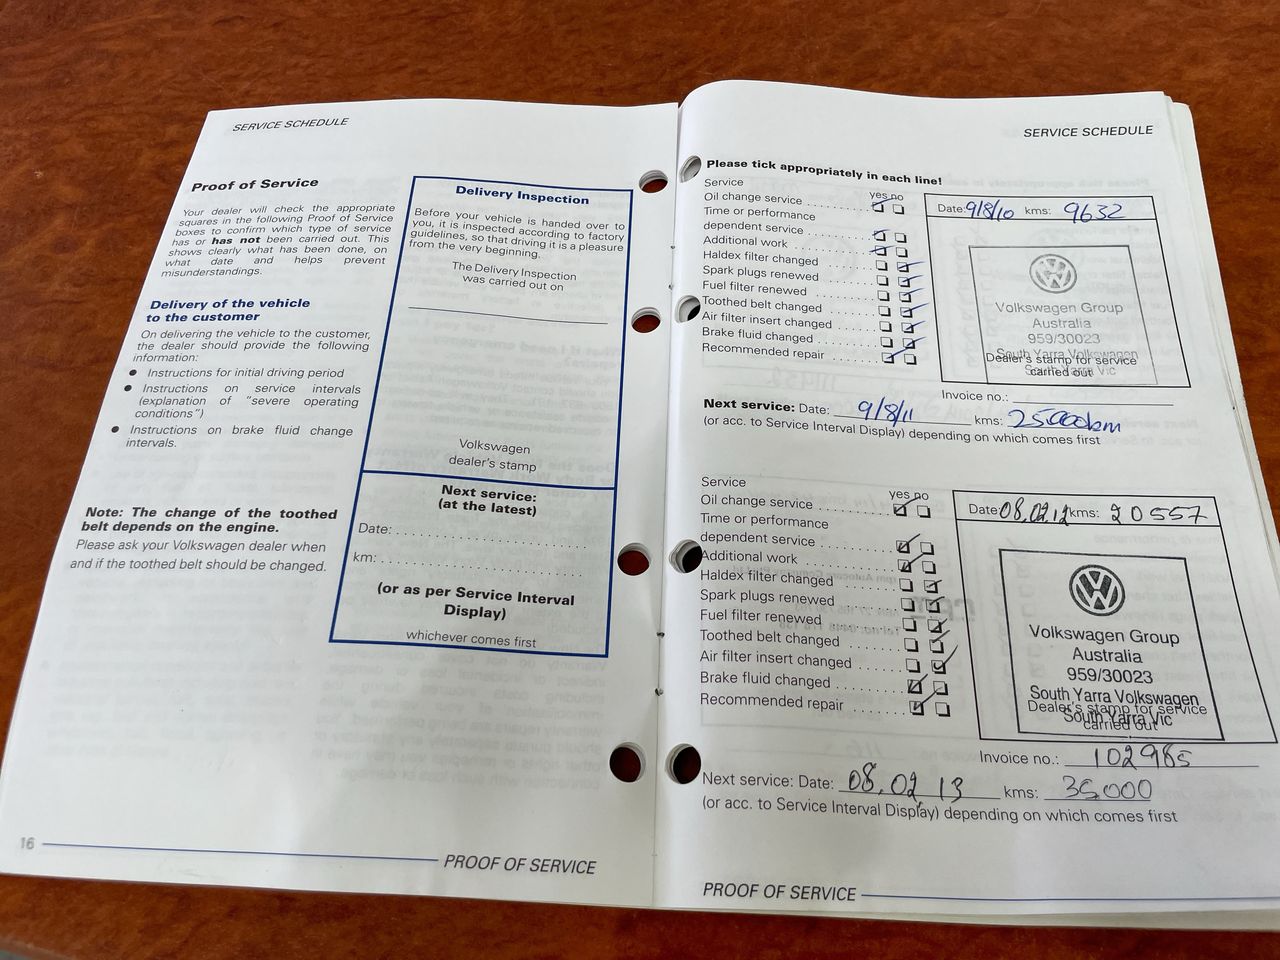 SERVICE SCHEDULE
Proof of Service
Your dealer will check the appropriate
squares in the following Proof of Service
boxes to confirm which type of service
has or has not been carried out. This
shows clearly what has been done, on
what date and helps prevent
misunderstandings.
Delivery of the vehicle
to the customer
On delivering the vehicle to the customer,
the dealer should provide the following
information:
● Instructions for initial driving period
● Instructions on service intervals
(explanation of "severe operating
conditions")
● Instructions on brake fluid change
intervals.
Note: The change of the toothed
belt depends on the engine.
Please ask your Volkswagen dealer when
and if the toothed belt should be changed.
Delivery Inspection
Before your vehicle is handed over to
you, it is inspected according to factory
guidelines, so that driving it is a pleasure
from the very beginning.
The Delivery Inspection
was carried out on
Volkswagen
dealer's stamp
Next service:
(at the latest)
Date:
km:
(or as per Service Interval
Display)
whichever comes first
16
PROOF OF SERVICE
SERVICE SCHEDULE
Please tick appropriately in each line!
Service
yes no
Oil change service
Time or performance
dependent service
Additional work
Haldex filter changed
Spark plugs renewed
Fuel filter renewed
Toothed belt changed
Air filter insert changed
Brake fluid changed
Recommended repair
Date: 9/8/10 kms: 9632
Volkswagen Group
Australia
959/30023
South Yarra Volkswagen
Dealer's stamp for service
South Yarra Vic
carried out
Invoice no.:
Next service: Date: 9/8/11 kms: 25000km
(or acc. to Service Interval Display) depending on which comes first
Service
yes no
Oil change service
Time or performance
dependent service
Additional work
Haldex filter changed
Spark plugs renewed
Fuel filter renewed
Toothed belt changed
Air filter insert changed
Brake fluid changed
Recommended repair
Date: 08.02.12 kms: 20557
Volkswagen Group
Australia
959/30023
South Yarra Volkswagen
Dealer's stamp for service
South Yarra Vic
carried out
Invoice no.: 102985
Next service: Date: 08.02.13 kms: 35000
(or acc. to Service Interval Display) depending on which comes first
PROOF OF SERVICE